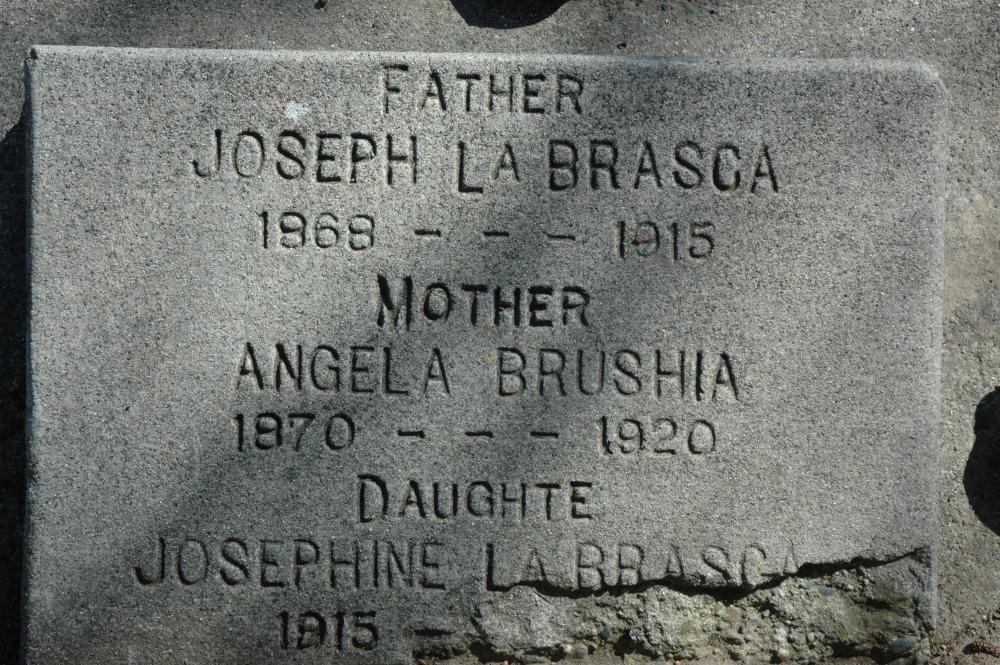 FATHER
JOSEPH LA BRASCA
1868 - - - 1915
MOTHER
ANGELA BRUSHIA
1870 - - - 1920
DAUGHTE
JOSEPHINE LA BRASCA
1915 -